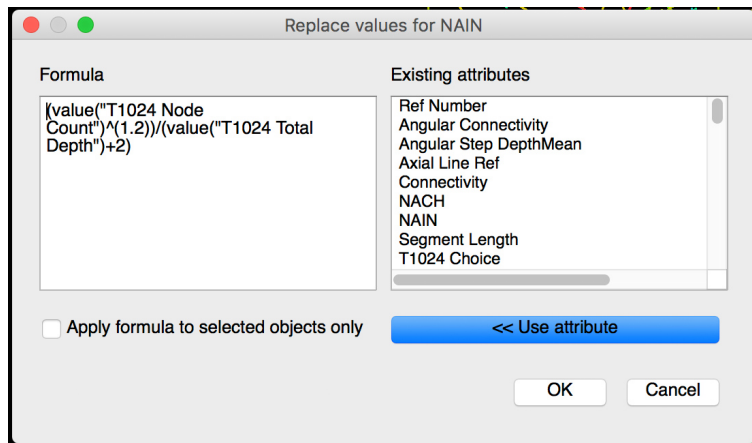 Replace values for NAIN
Formula
(value("T1024 Node
Count")^(1.2))/(value("T1024 Total
Depth")+2)
Existing attributes
Ref Number
Angular Connectivity
Angular Step DepthMean
Axial Line Ref
Connectivity
NACH
NAIN
Segment Length
T1024 Choice
Apply formula to selected objects only
<< Use attribute
OK
Cancel